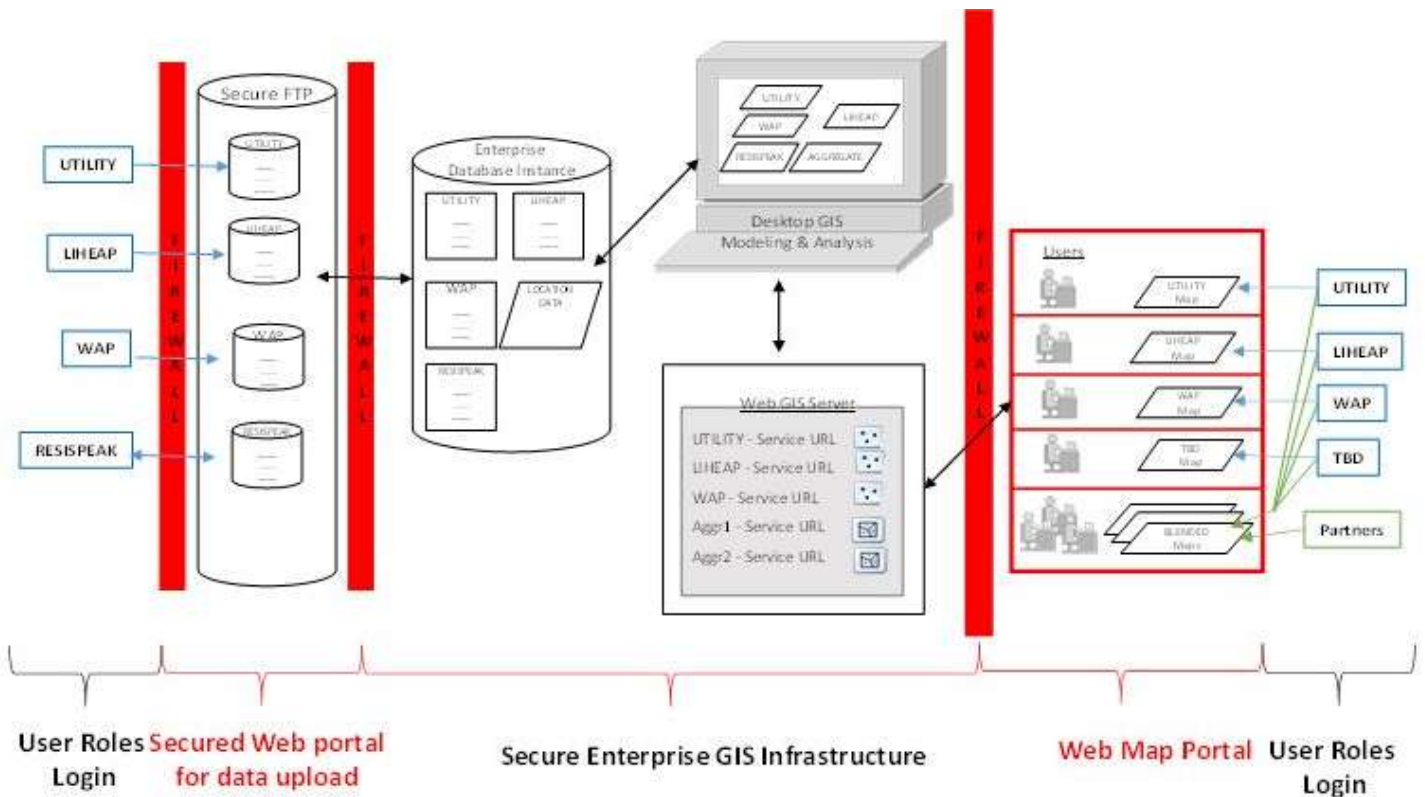 UTILITY
LIHEAP
WAP
RESISPEAK
FIREWALL
Secure FTP
UTILITY
LIHEAP
WAP
RESISPEAK
FIREWALL
Enterprise
Database Instance
UTILITY
LIHEAP
WAP
LOCATION
DATA
RESISPEAK
UTILITY
LIHEAP
WAP
RESISPEAK
AGGREGATE
Desktop GIS
Modeling & Analysis
Web GIS Server
UTILITY - Service URL
LIHEAP - Service URL
WAP - Service URL
Aggr1 - Service URL
Aggr2 - Service URL
FIREWALL
Users
UTILITY
Map
LIHEAP
Map
WAP
Map
TBD
Map
BLENDED
Maps
UTILITY
LIHEAP
WAP
TBD
Partners
User Roles
Login
Secured Web portal
for data upload
Secure Enterprise GIS Infrastructure
Web Map Portal
User Roles
Login